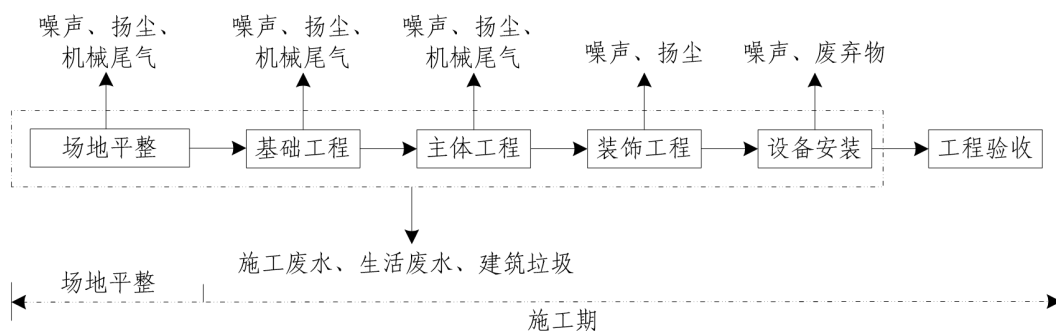 噪声、扬尘、
机械尾气
噪声、扬尘、
机械尾气
噪声、扬尘、
机械尾气
噪声、扬尘
噪声、废弃物
场地平整
基础工程
主体工程
装饰工程
设备安装
工程验收
施工废水、生活废水、建筑垃圾
场地平整
施工期